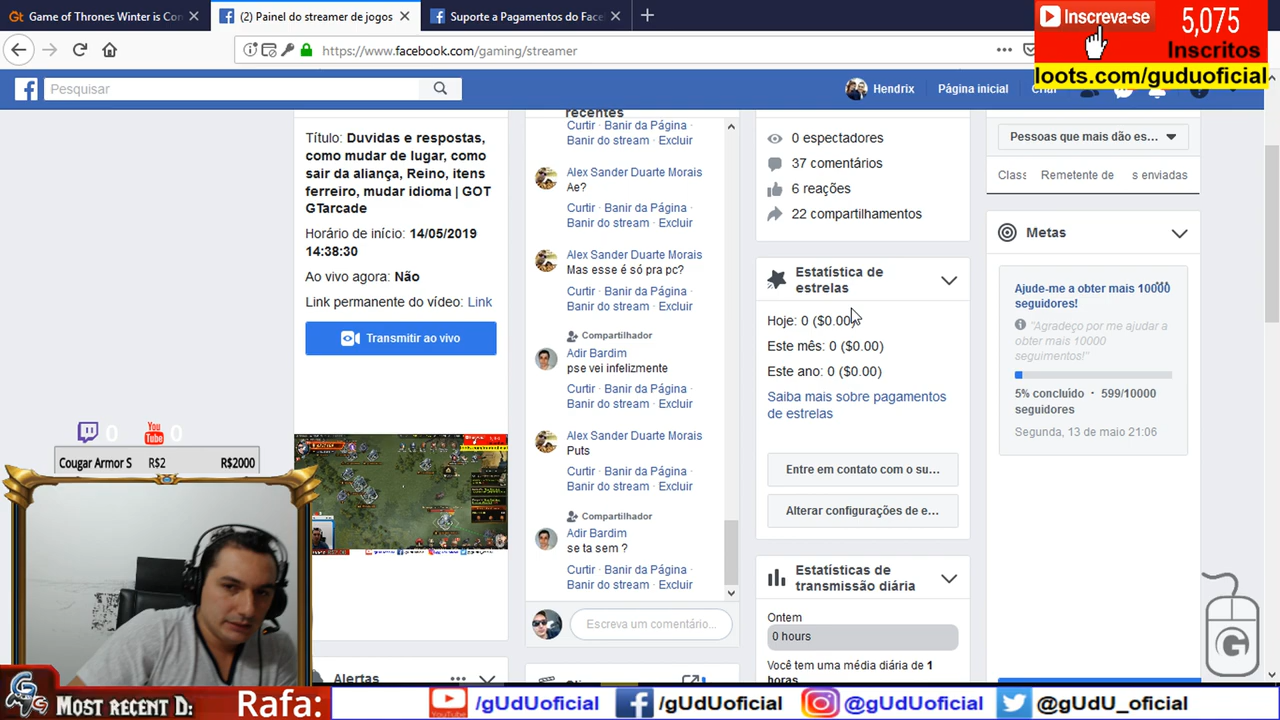 Game of Thrones Winter is Con
(2) Painel do streamer de jogos
Suporte a Pagamentos do Face
https://www.facebook.com/gaming/streamer
Inscreva-se
5,075
Inscritos
loots.com/guduoficial
Pesquisar
Hendrix
Página inicial
Criar
Título: Duvidas e respostas,
como mudar de lugar, como
sair da aliança, Reino, itens
ferreiro, mudar idioma | GOT
GTarcade
Horário de início: 14/05/2019
14:38:30
Ao vivo agora: Não
Link permanente do vídeo: Link
Transmitir ao vivo
recentes
Curtir · Banir da Página ·
Banir do stream · Excluir
Alex Sander Duarte Morais
Ae?
Curtir · Banir da Página ·
Banir do stream · Excluir
Alex Sander Duarte Morais
Mas esse é só pra pc?
Curtir · Banir da Página ·
Banir do stream · Excluir
Compartilhador
Adir Bardim
pse vei infelizmente
Curtir · Banir da Página ·
Banir do stream · Excluir
Alex Sander Duarte Morais
Puts
Curtir · Banir da Página ·
Banir do stream · Excluir
Compartilhador
Adir Bardim
se ta sem ?
Curtir · Banir da Página ·
Banir do stream · Excluir
Escreva um comentário...
0 espectadores
37 comentários
6 reações
22 compartilhamentos
Estatística de
estrelas
Hoje: 0 ($0.00)
Este mês: 0 ($0.00)
Este ano: 0 ($0.00)
Saiba mais sobre pagamentos
de estrelas
Entre em contato com o su...
Alterar configurações de e...
Estatísticas de
transmissão diária
Ontem
0 hours
Você tem uma média diária de 1
horas
Pessoas que mais dão es...
Class
Remetente de
s enviadas
Metas
Ajude-me a obter mais 10000
seguidores!
"Agradeço por me ajudar a
obter mais 10000
seguimentos!"
5% concluído · 599/10000
seguidores
Segunda, 13 de maio 21:06
0
You
Tube
0
Cougar Armor S
R$2
R$2000
Alertas
G
Most recent D:
Rafa:
YouTube
/gUdUoficial
/gUdUoficial
@gUdUoficial
@gUdU_oficial